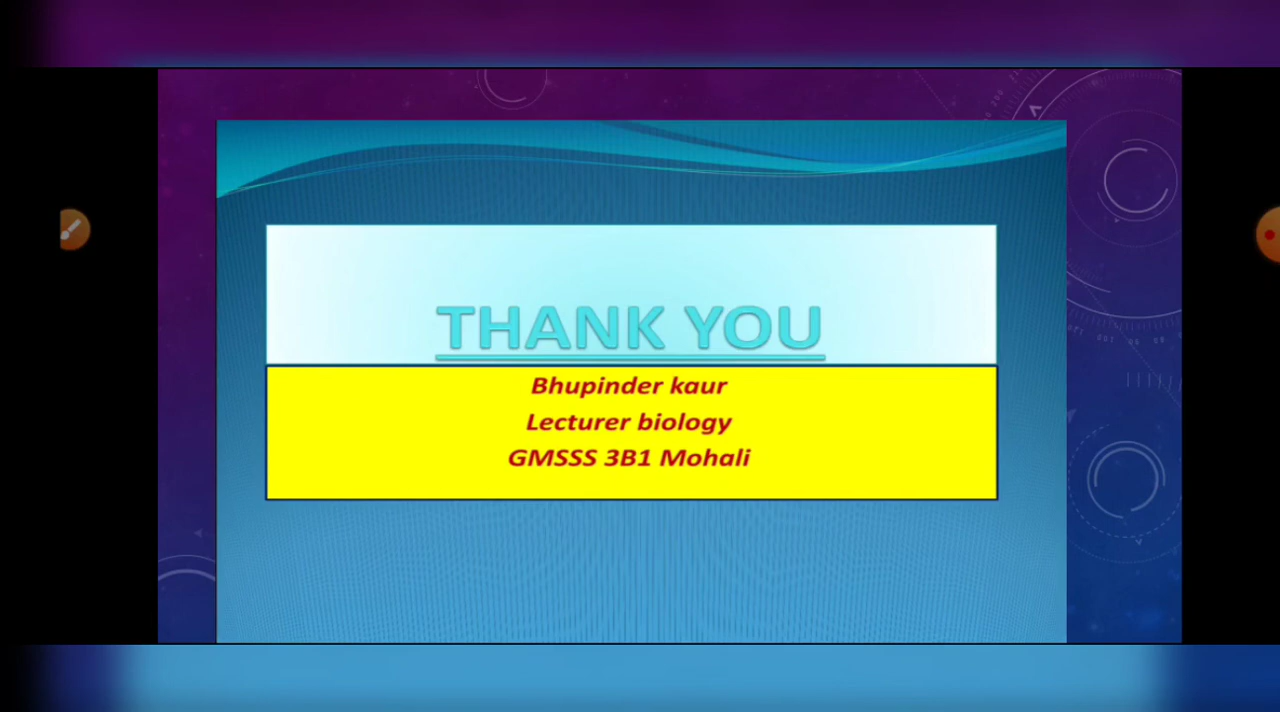 THANK YOU
Bhupinder kaur
Lecturer biology
GMSSS 3B1 Mohali